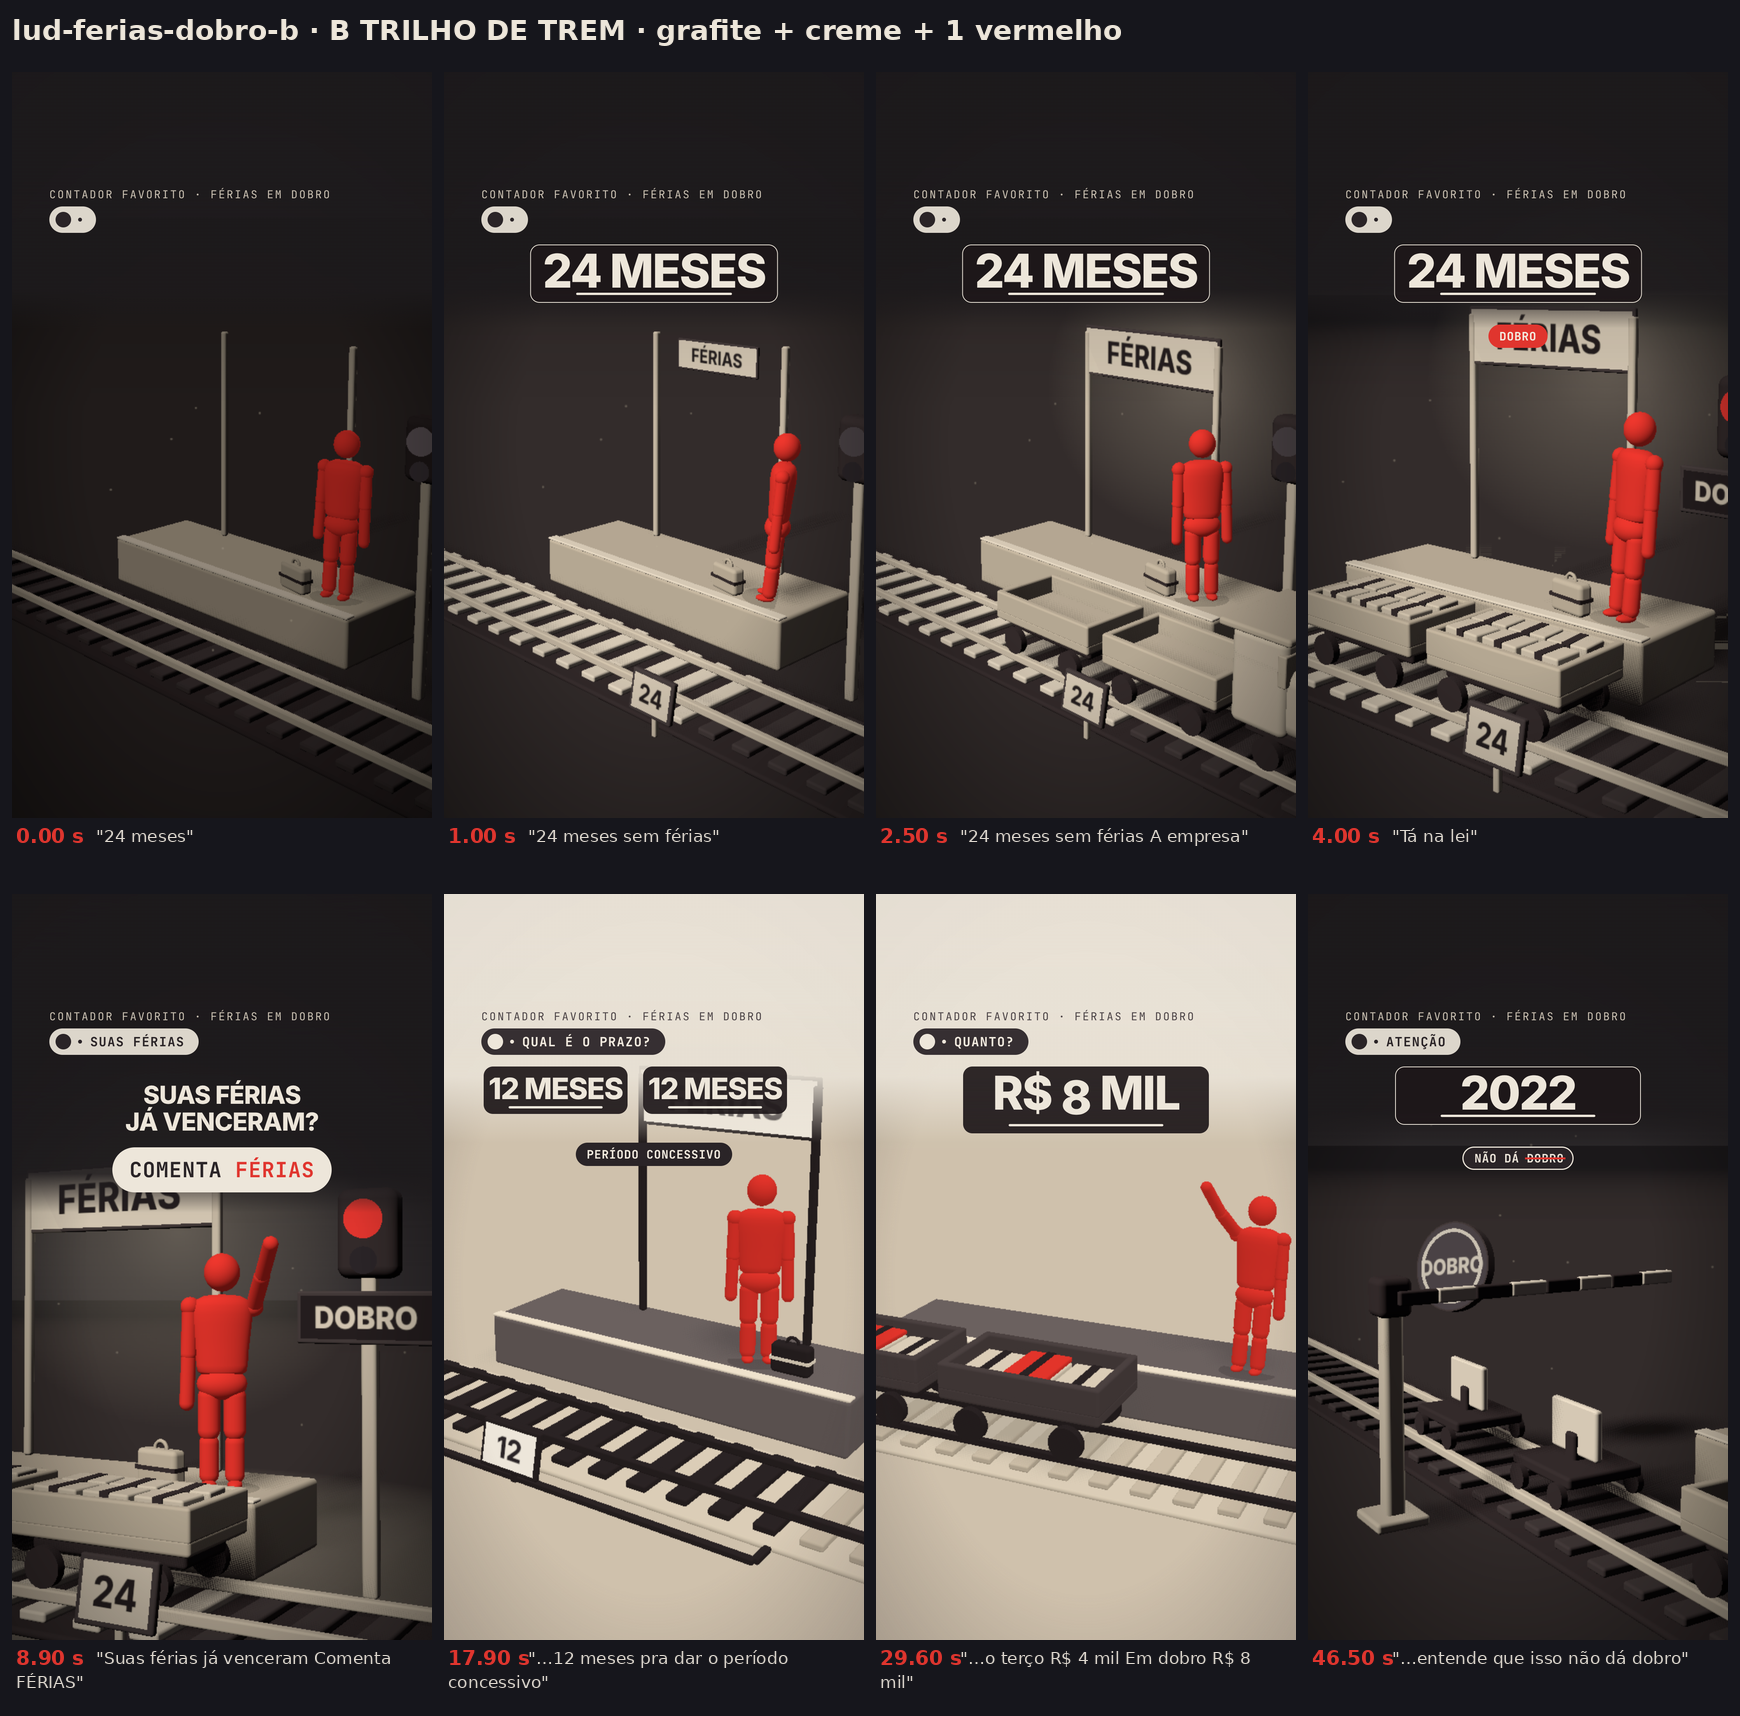 lud-ferias-dobro-b · B TRILHO DE TREM · grafite + creme + 1 vermelho
CONTADOR FAVORITO · FÉRIAS EM DOBRO
0.00 s "24 meses"
CONTADOR FAVORITO · FÉRIAS EM DOBRO
24 MESES
FÉRIAS
24
1.00 s "24 meses sem férias"
CONTADOR FAVORITO · FÉRIAS EM DOBRO
24 MESES
FÉRIAS
24
2.50 s "24 meses sem férias A empresa"
CONTADOR FAVORITO · FÉRIAS EM DOBRO
24 MESES
FÉRIAS
DOBRO
DO
24
4.00 s "Tá na lei"
CONTADOR FAVORITO · FÉRIAS EM DOBRO
• SUAS FÉRIAS
SUAS FÉRIAS
JÁ VENCERAM?
COMENTA FÉRIAS
FÉRIAS
DOBRO
24
8.90 s "Suas férias já venceram Comenta
FÉRIAS"
CONTADOR FAVORITO · FÉRIAS EM DOBRO
• QUAL É O PRAZO?
12 MESES 12 MESES
PERÍODO CONCESSIVO
12
17.90 s "...12 meses pra dar o período
concessivo"
CONTADOR FAVORITO · FÉRIAS EM DOBRO
• QUANTO?
R$ 8 MIL
29.60 s "...o terço R$ 4 mil Em dobro R$ 8
mil"
CONTADOR FAVORITO · FÉRIAS EM DOBRO
• ATENÇÃO
2022
NÃO DÁ DOBRO
DOBRO
46.50 s "...entende que isso não dá dobro"